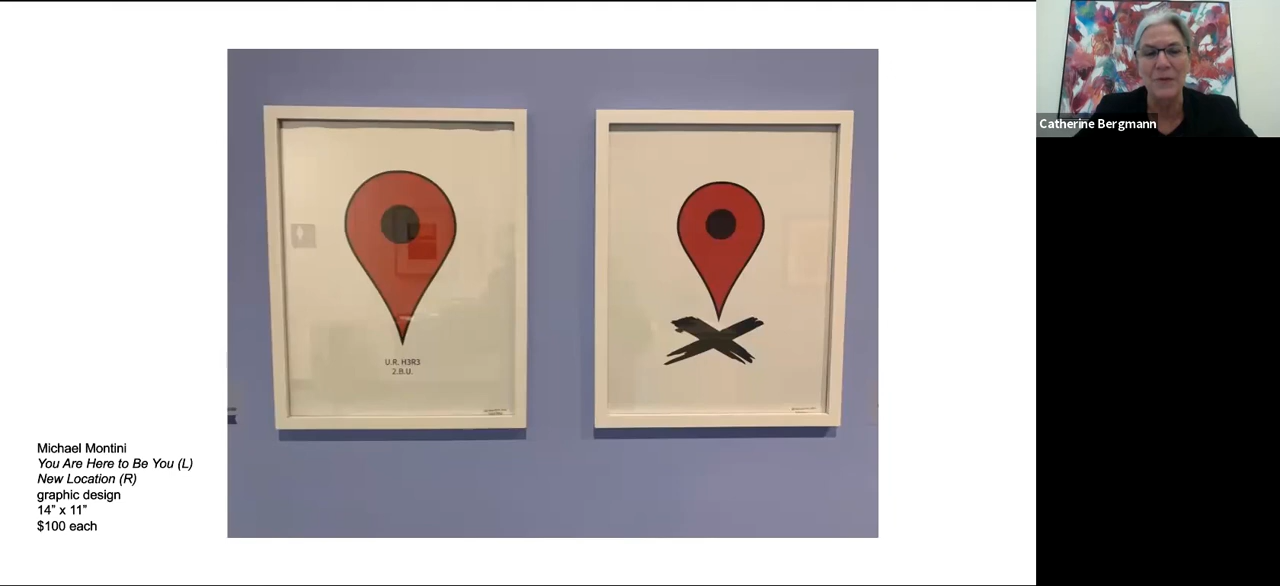 U.R. H3R3
2.B.U.
Michael Montini
You Are Here to Be You (L)
New Location (R)
graphic design
14” x 11”
$100 each
Catherine Bergmann